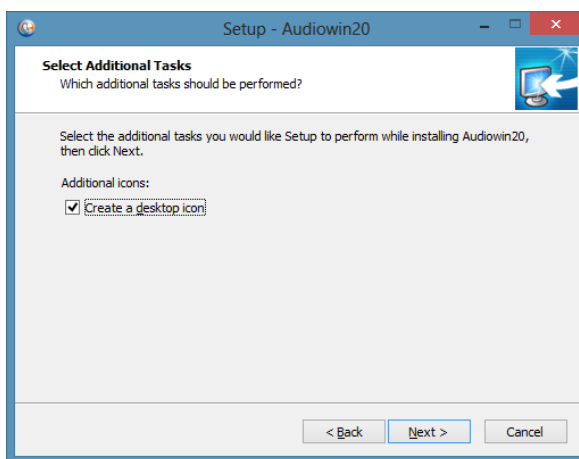 Setup - Audiowin20
Select Additional Tasks
Which additional tasks should be performed?
Select the additional tasks you would like Setup to perform while installing Audiowin20,
then click Next.
Additional icons:
Create a desktop icon
< Back Next > Cancel